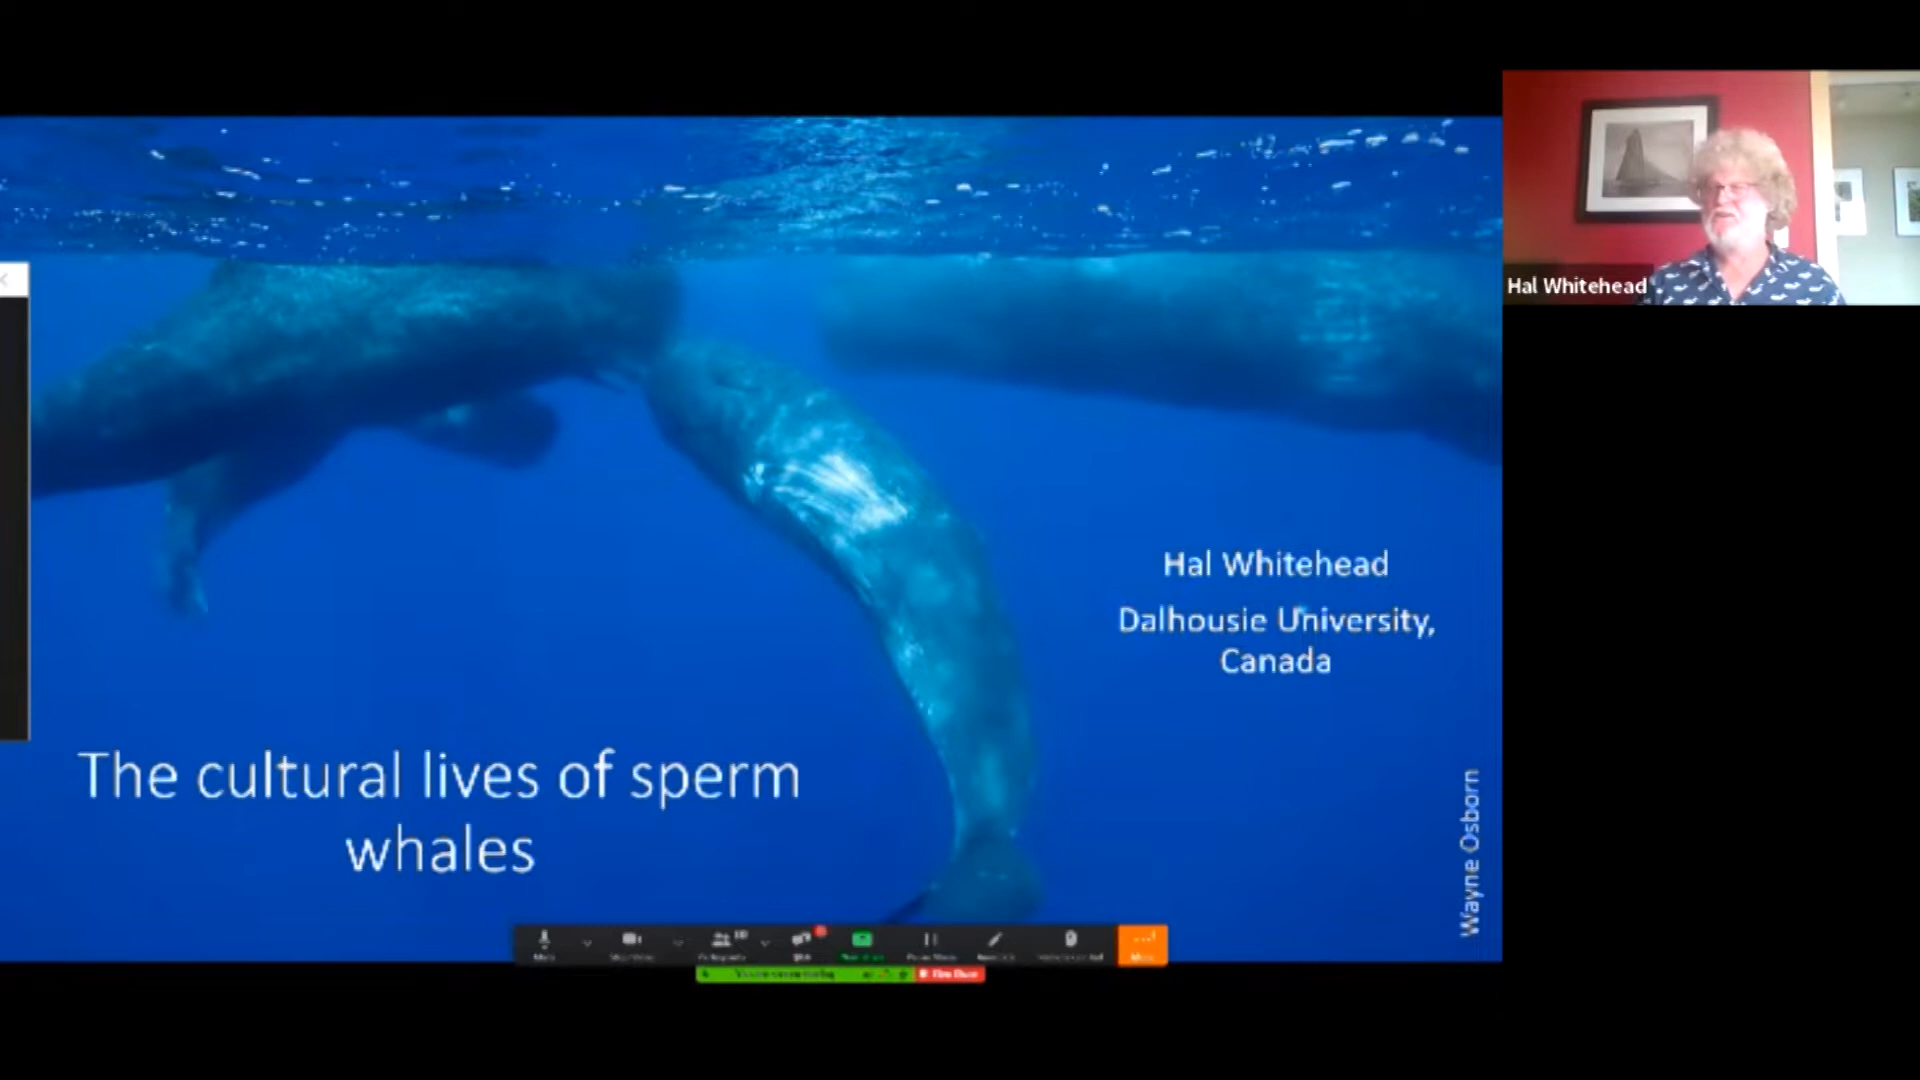 Hal Whitehead
Hal Whitehead
Dalhousie University,
Canada
The cultural lives of sperm
whales
Wayne Osborn